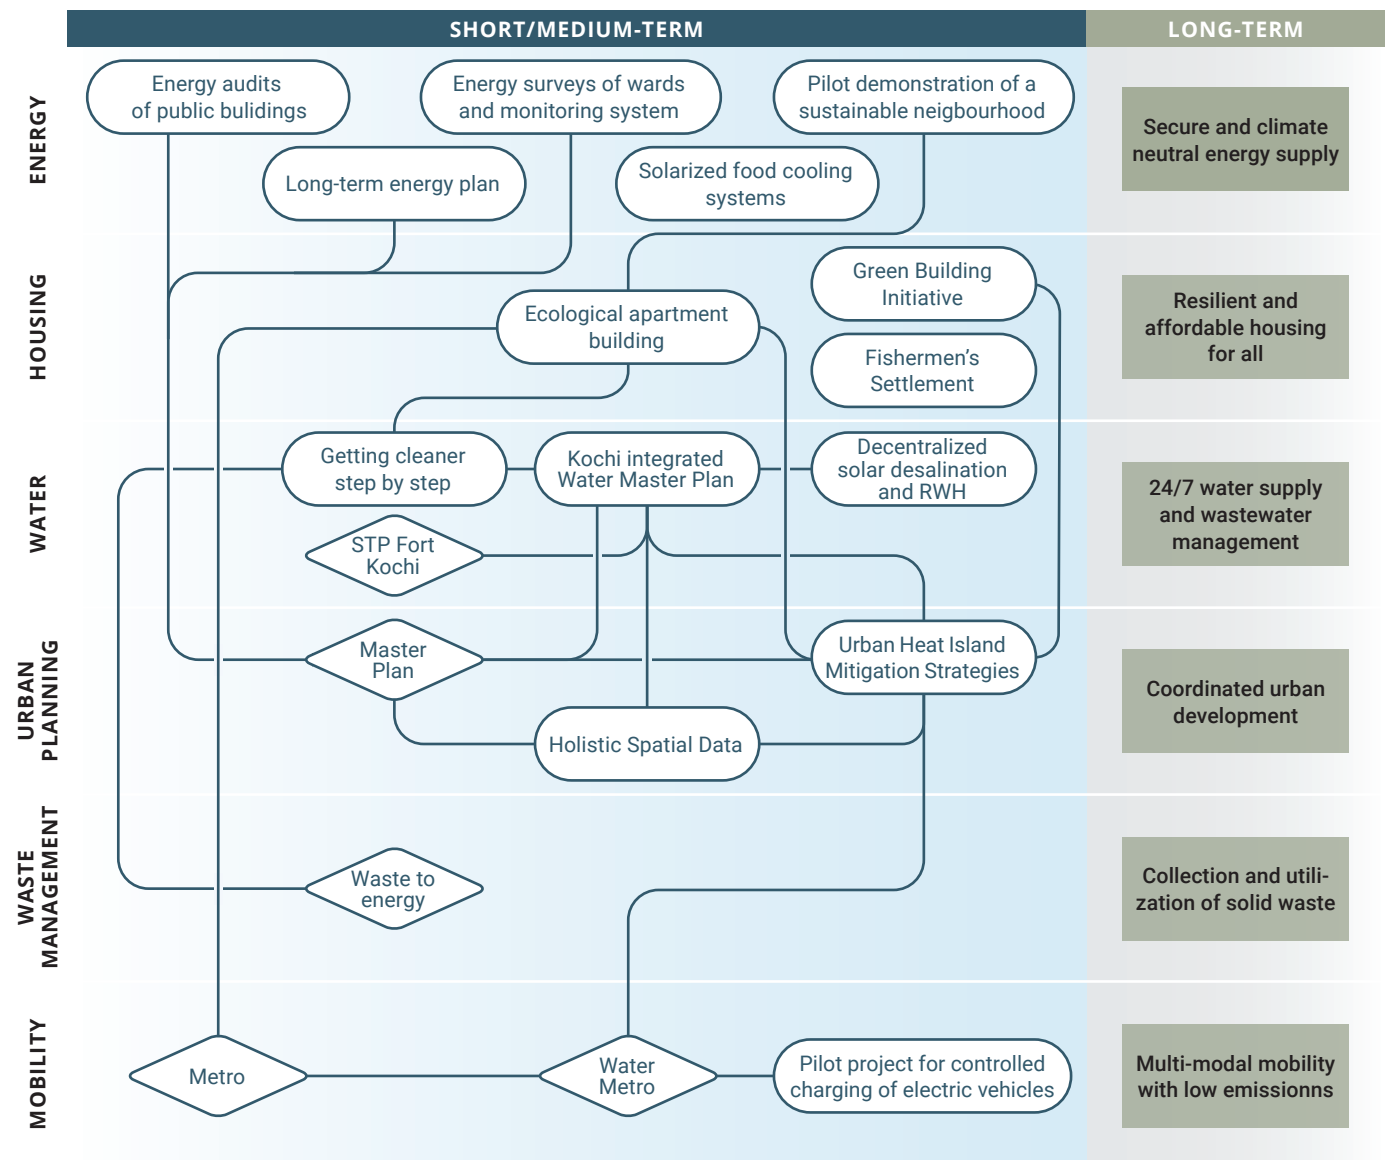 SHORT/MEDIUM-TERM
LONG-TERM
ENERGY
Energy audits
of public bulidings
Energy surveys of wards
and monitoring system
Pilot demonstration of a
sustainable neigbourhood
Long-term energy plan
Solarized food cooling
systems
Secure and climate
neutral energy supply
HOUSING
Green Building
Initiative
Ecological apartment
building
Fishermen’s
Settlement
Resilient and
affordable housing
for all
WATER
Getting cleaner
step by step
Kochi integrated
Water Master Plan
Decentralized
solar desalination
and RWH
STP Fort
Kochi
24/7 water supply
and wastewater
management
URBAN
PLANNING
Master
Plan
Urban Heat Island
Mitigation Strategies
Holistic Spatial Data
Coordinated urban
development
WASTE
MANAGEMENT
Waste to
energy
Collection and utili-
zation of solid waste
MOBILITY
Metro
Water
Metro
Pilot project for controlled
charging of electric vehicles
Multi-modal mobility
with low emissionns